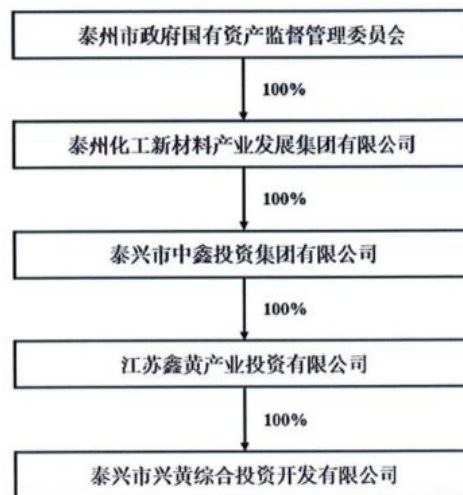 泰州市政府国有资产监督管理委员会
100%
泰州化工新材料产业发展集团有限公司
100%
泰兴市中鑫投资集团有限公司
100%
江苏鑫黄产业投资有限公司
100%
泰兴市兴黄综合投资开发有限公司